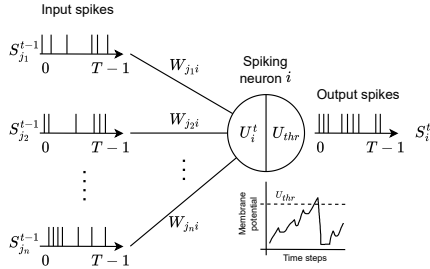 Input spikes
S_{j_1}^{t-1}
0
T − 1
W_{j_1 i}
Spiking
neuron i
Output spikes
S_{j_2}^{t-1}
0
T − 1
W_{j_2 i}
U_i^t
U_{thr}
0
T − 1
S_i^t
⋮
⋮
S_{j_n}^{t-1}
0
T − 1
W_{j_n i}
U_{thr}
Membrane
potential
Time steps